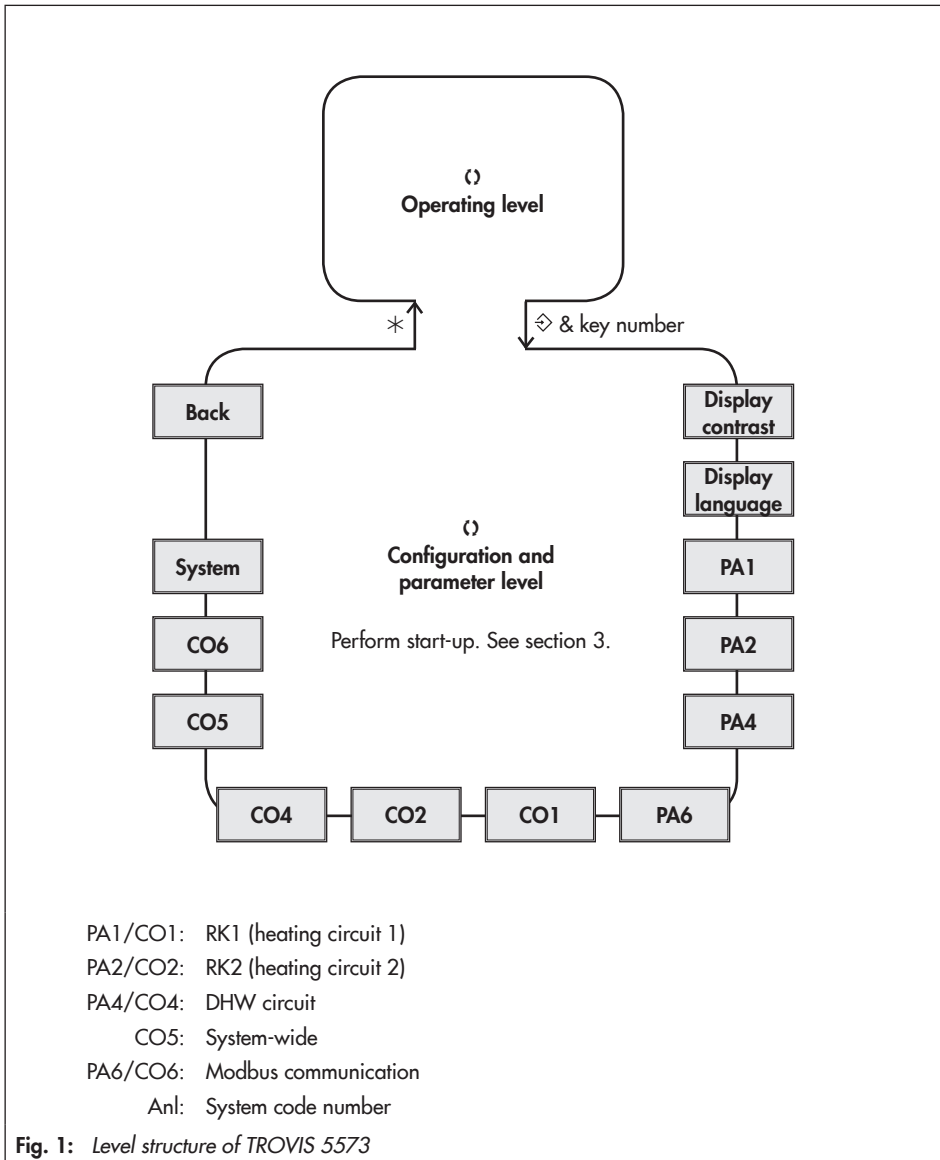 Operating level
*
& key number
Back
Display
contrast
Display
language
System
Configuration and
parameter level
PA1
CO6
Perform start-up. See section 3.
PA2
CO5
PA4
CO4
CO2
CO1
PA6
PA1/CO1: RK1 (heating circuit 1)
PA2/CO2: RK2 (heating circuit 2)
PA4/CO4: DHW circuit
CO5: System-wide
PA6/CO6: Modbus communication
Anl: System code number
Fig. 1: Level structure of TROVIS 5573